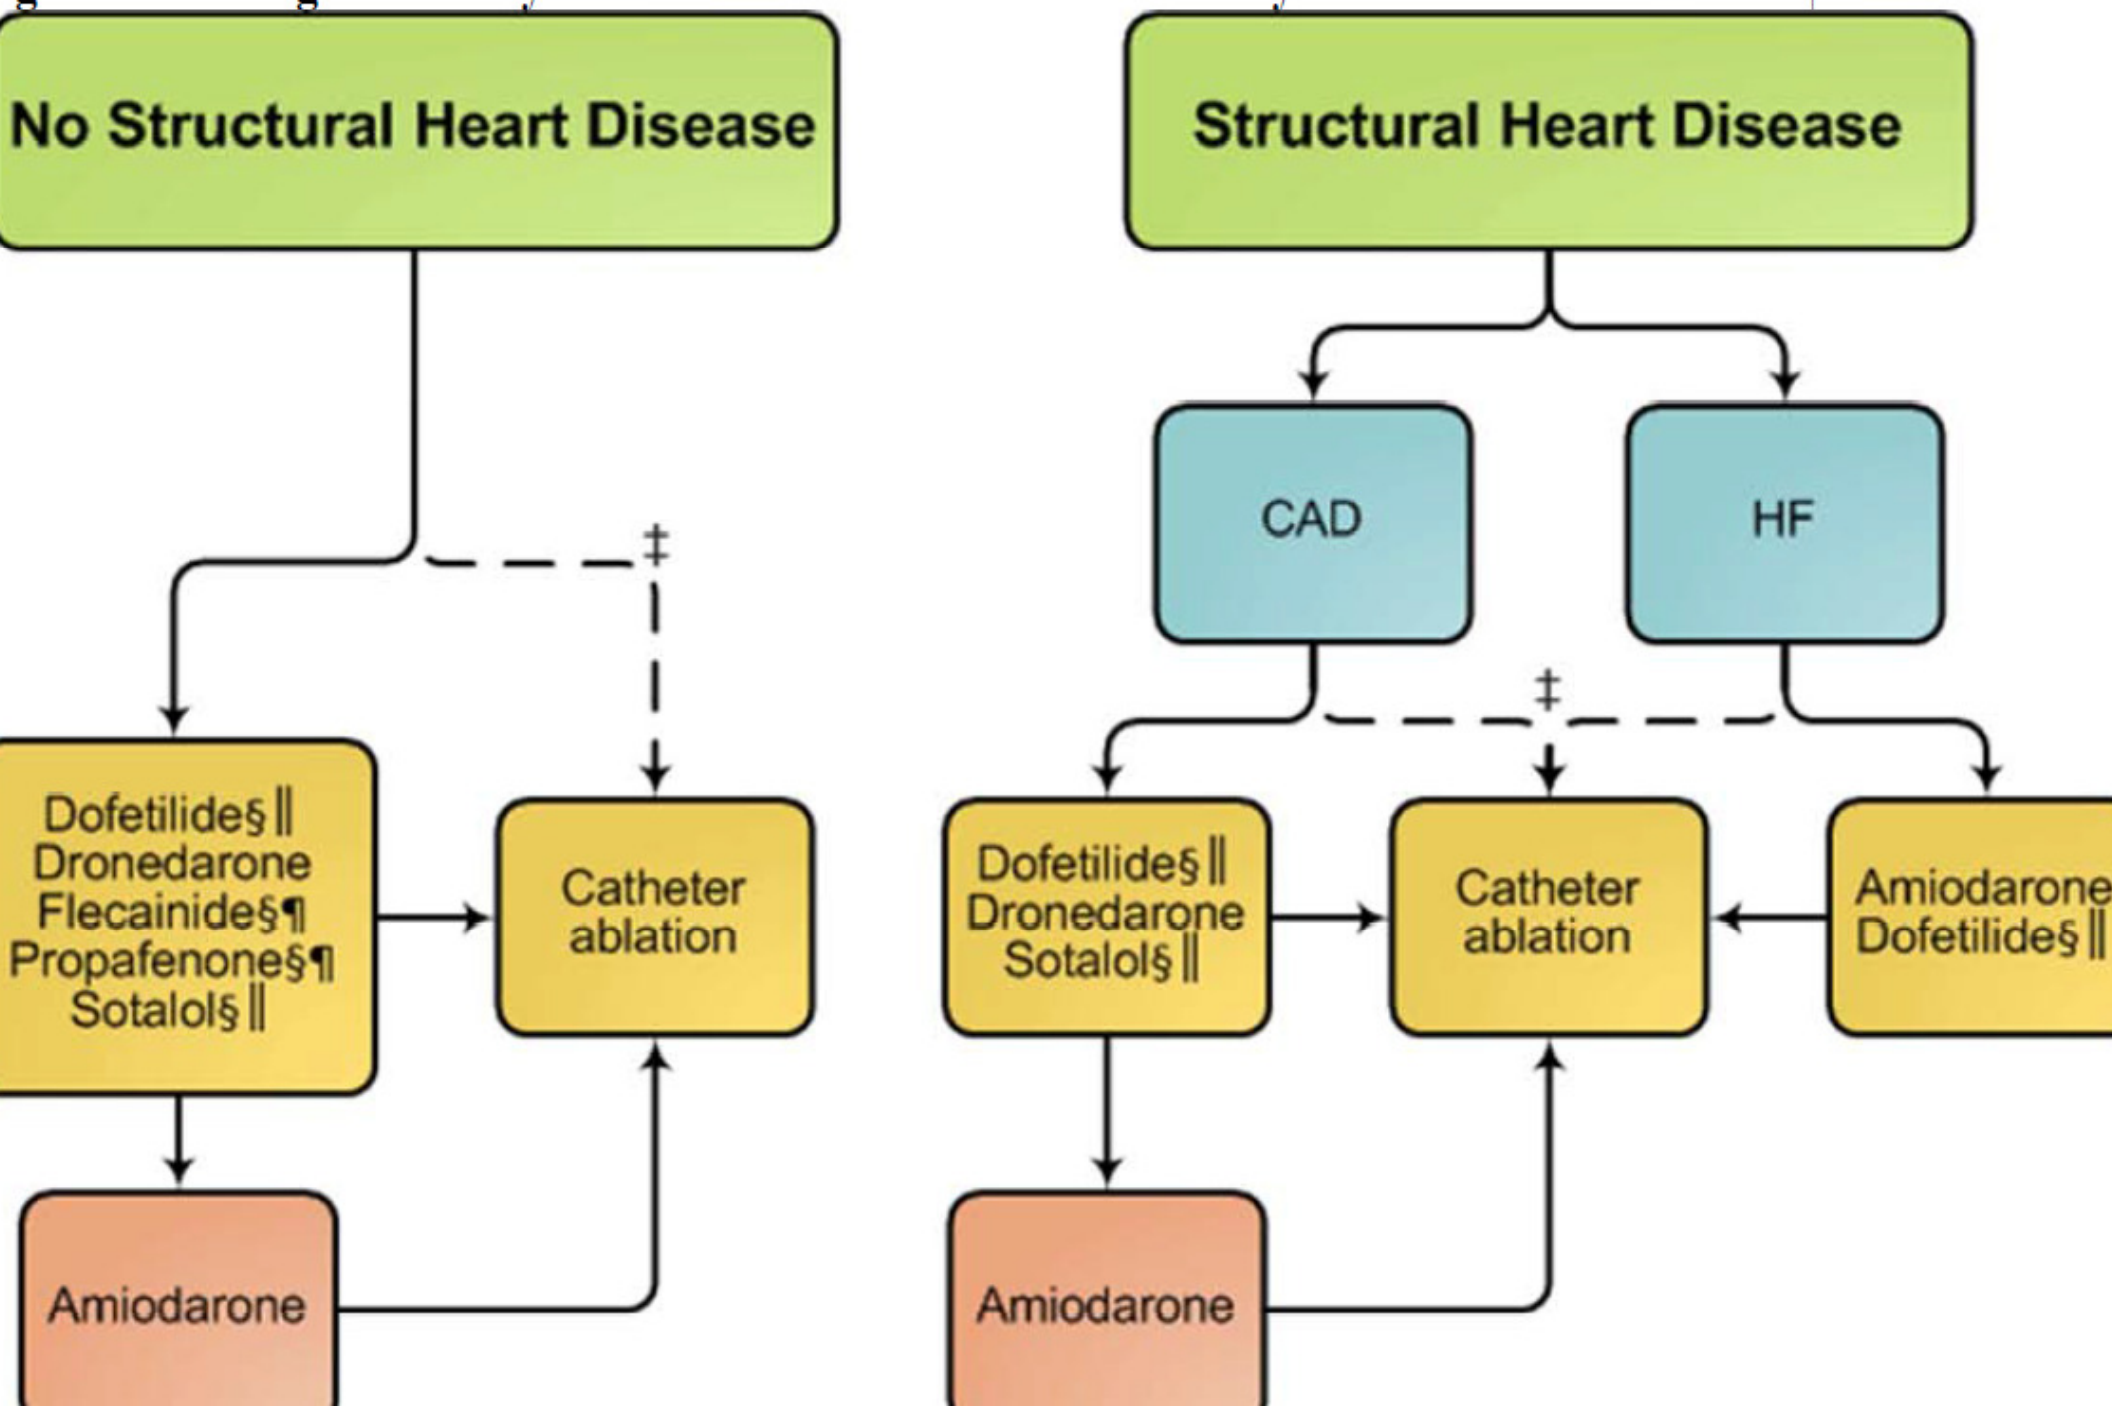 No Structural Heart Disease
Structural Heart Disease
CAD
HF
‡
‡
Dofetilide§‖
Dronedarone
Flecainide§¶
Propafenone§¶
Sotalol§‖
Catheter
ablation
Dofetilide§‖
Dronedarone
Sotalol§‖
Catheter
ablation
Amiodarone
Dofetilide§‖
Amiodarone
Amiodarone